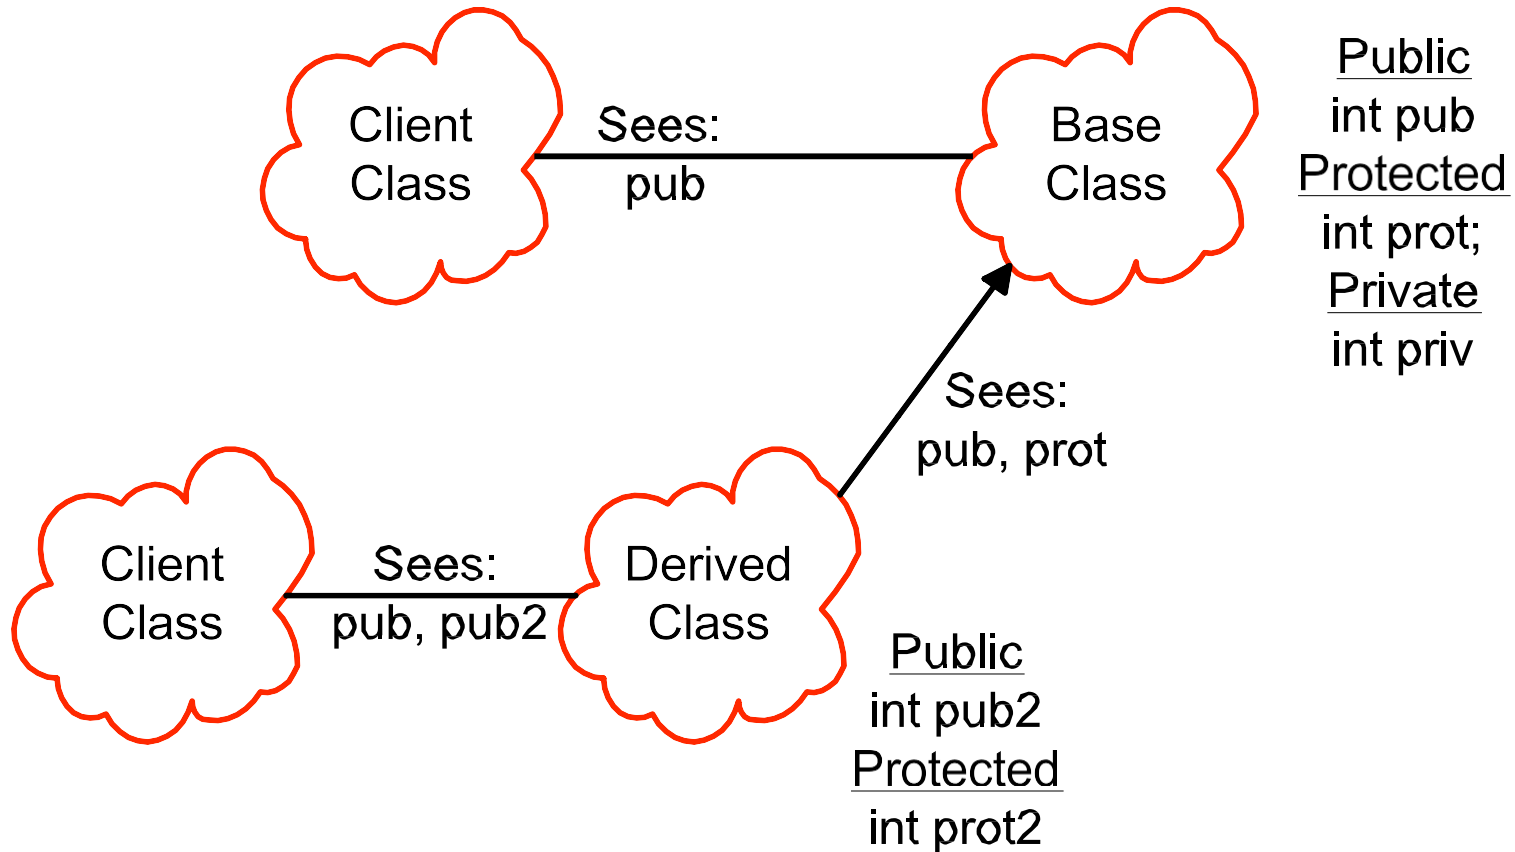 Client
Class
Sees:
pub
Base
Class
Public
int pub
Protected
int prot;
Private
int priv
Sees:
pub, prot
Client
Class
Sees:
pub, pub2
Derived
Class
Public
int pub2
Protected
int prot2